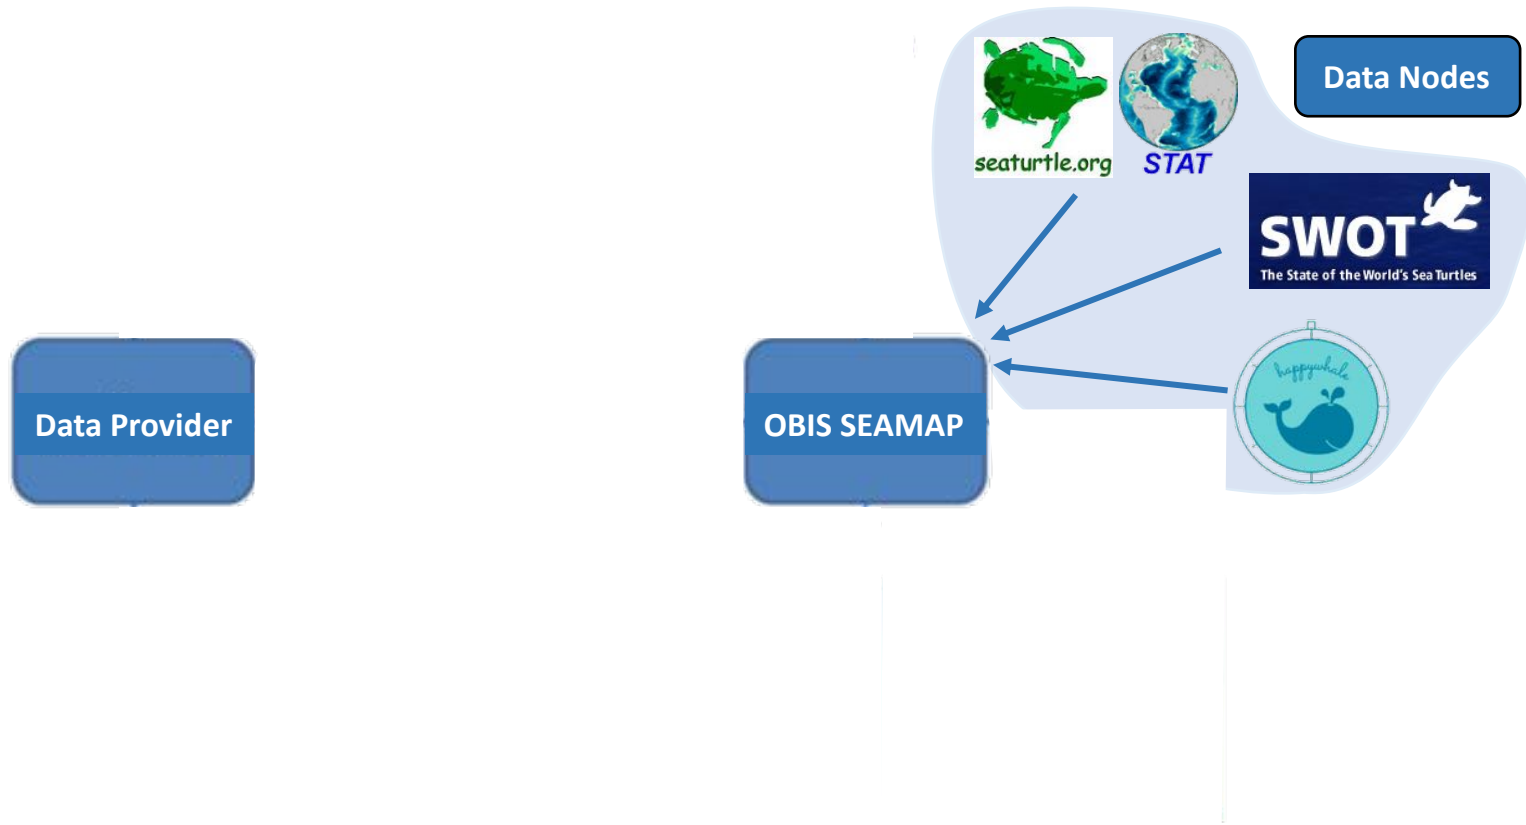 Data Nodes
seaturtle.org
STAT
SWOT
The State of the World's Sea Turtles
happywhale
Data Provider
OBIS SEAMAP